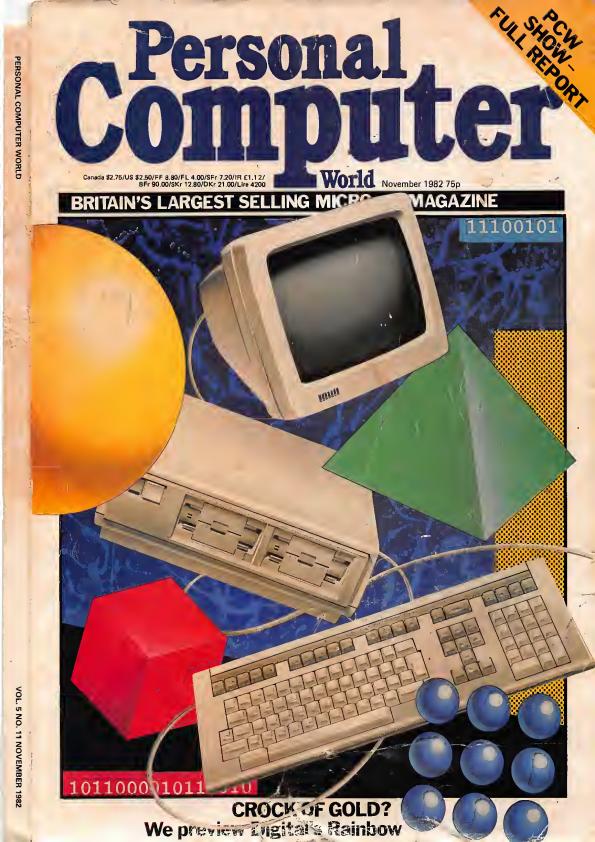 PCW
SHOW–
FULL REPORT
Personal
Computer
World
Canada $2.75/US $2.50/FF 8.80/FL 4.00/SFr 7.20/IR £1.12/
BFr 90.00/SKr 12.80/DKr 21.00/Lire 4200
November 1982 75p
BRITAIN'S LARGEST SELLING MICRO MAGAZINE
11100101
PERSONAL COMPUTER WORLD
VOL. 5 NO. 11 NOVEMBER 1982
CROCK OF GOLD?
We preview Digital's Rainbow